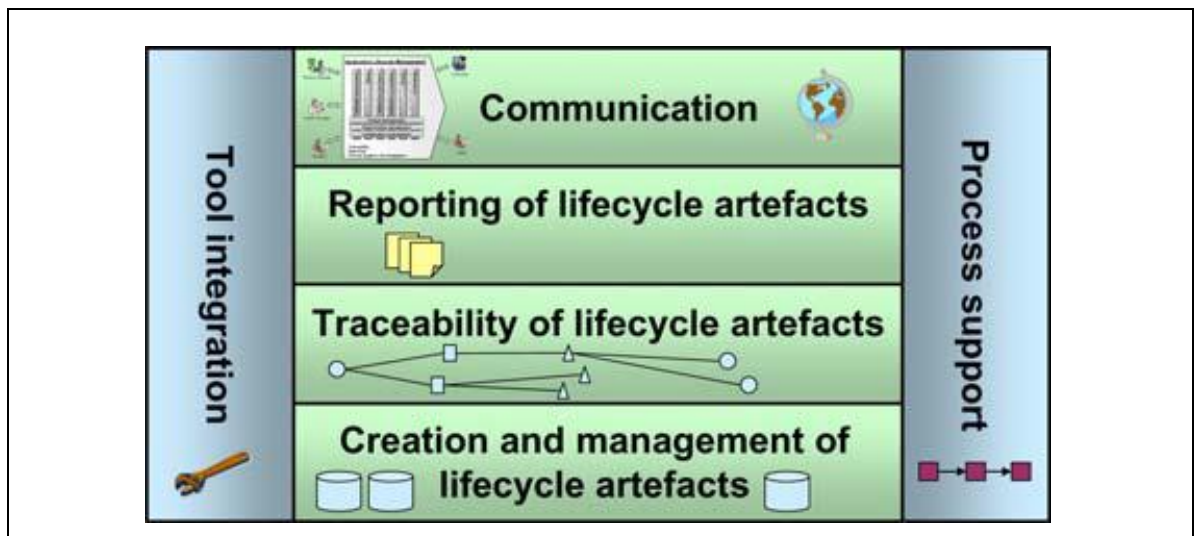 Tool integration
Communication
Reporting of lifecycle artefacts
Traceability of lifecycle artefacts
Creation and management of
lifecycle artefacts
Process support